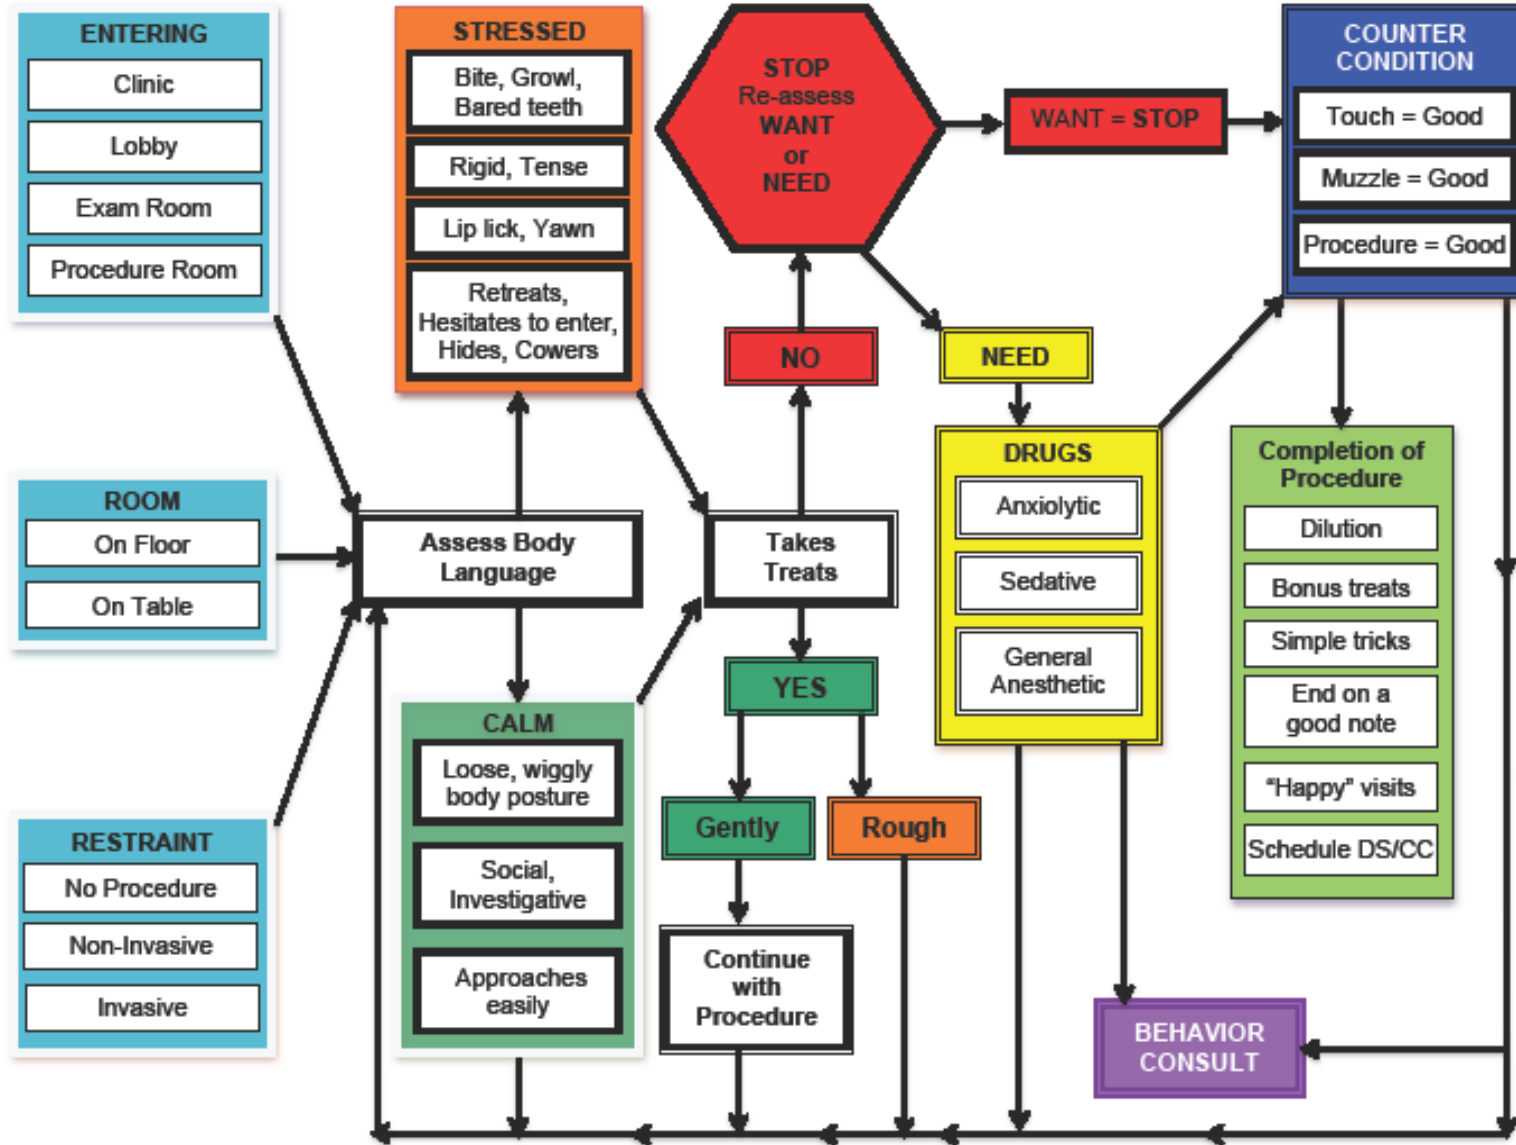 ENTERING
Clinic
Lobby
Exam Room
Procedure Room
ROOM
On Floor
On Table
RESTRAINT
No Procedure
Non-Invasive
Invasive
STRESSED
Bite, Growl,
Bared teeth
Rigid, Tense
Lip lick, Yawn
Retreats,
Hesitates to enter,
Hides, Cowers
Assess Body
Language
CALM
Loose, wiggly
body posture
Social,
Investigative
Approaches
easily
STOP
Re-assess
WANT
or
NEED
NO
Takes
Treats
YES
Gently
Rough
Continue
with
Procedure
WANT = STOP
NEED
DRUGS
Anxiolytic
Sedative
General
Anesthetic
BEHAVIOR
CONSULT
COUNTER
CONDITION
Touch = Good
Muzzle = Good
Procedure = Good
Completion of
Procedure
Dilution
Bonus treats
Simple tricks
End on a
good note
“Happy” visits
Schedule DS/CC